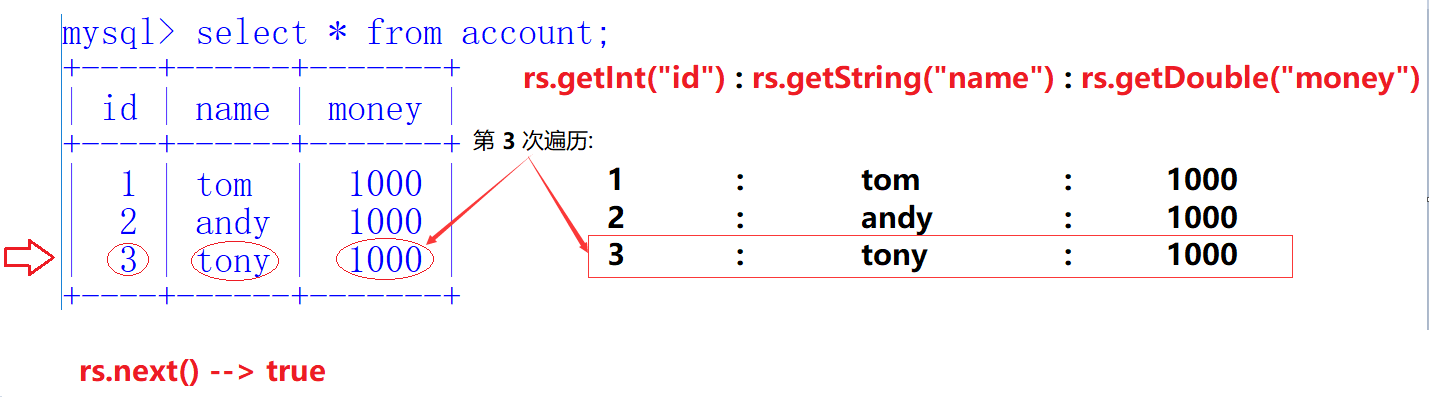 mysql> select * from account;
+----+------+-------+
rs.getInt("id") : rs.getString("name") : rs.getDouble("money")
| id | name | money |
+----+------+-------+
第 3 次遍历:
| 1 | tom | 1000 |
| 2 | andy | 1000 |
| 3 | tony | 1000 |
+----+------+-------+
1 : tom : 1000
2 : andy : 1000
3 : tony : 1000
rs.next() --> true